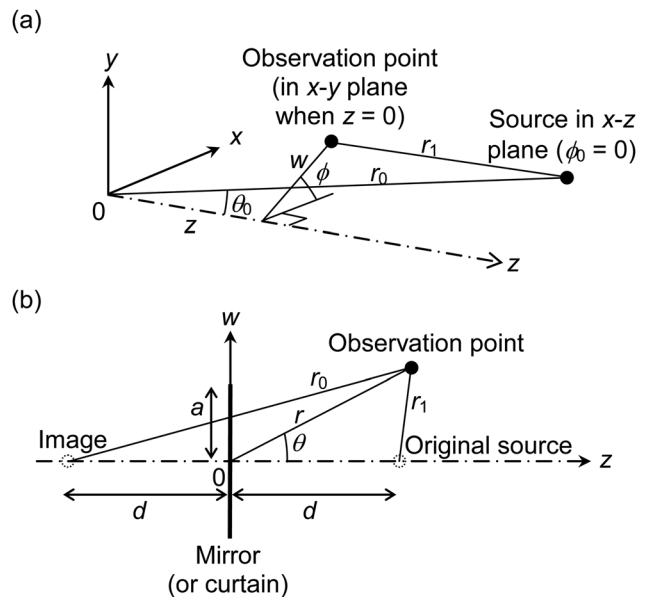 (a)
y
Observation point
(in x-y plane
when z = 0)
Source in x-z
plane (ϕ₀ = 0)
x
w
r₁
ϕ
r₀
0
θ₀
z
z
(b)
w
Observation point
r₀
a
r
r₁
Image
θ
Original source
z
0
d
d
Mirror
(or curtain)